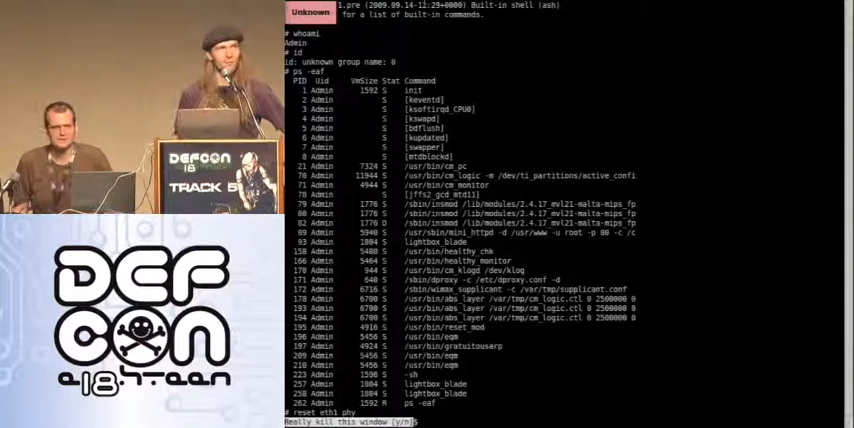 Unknown
1.pre (2009.09.14-12:29+0000) Built-in shell (ash)
for a list of built-in commands.
# whoami
Admin
# id
id: unknown group name: 0
# ps -eaf
PID Uid VmSize Stat Command
1 Admin 1592 S init
2 Admin S [keventd]
3 Admin S [ksoftirqd_CPU0]
4 Admin S [kswapd]
5 Admin S [bdflush]
6 Admin S [kupdated]
7 Admin S [swapper]
8 Admin S [mtdblockd]
21 Admin 7324 S /usr/bin/cm_pc
70 Admin 11944 S /usr/bin/cm_logic -m /dev/ti_partitions/active_confi
71 Admin 4944 S /usr/bin/cm_monitor
78 Admin S [jffs2_gcd_mtd11]
79 Admin 1776 S /sbin/insmod /lib/modules/2.4.17_mvl21-malta-mips_fp
80 Admin 1776 S /sbin/insmod /lib/modules/2.4.17_mvl21-malta-mips_fp
82 Admin 1776 D /sbin/insmod /lib/modules/2.4.17_mvl21-malta-mips_fp
89 Admin 5940 S /usr/sbin/mini_httpd -d /usr/www -u root -p 80 -c /c
93 Admin 1804 S lightbox_blade
158 Admin 5480 S /usr/bin/healthy_chk
166 Admin 5464 S /usr/bin/healthy_monitor
170 Admin 944 S /usr/bin/cm_klogd /dev/klog
171 Admin 640 S /sbin/dproxy -c /etc/dproxy.conf -d
172 Admin 6716 S /sbin/wimax_supplicant -c /var/tmp/supplicant.conf
178 Admin 6700 S /usr/bin/abs_layer /var/tmp/cm_logic.ctl 0 2500000 0
193 Admin 6700 S /usr/bin/abs_layer /var/tmp/cm_logic.ctl 0 2500000 0
194 Admin 6700 S /usr/bin/abs_layer /var/tmp/cm_logic.ctl 0 2500000 0
195 Admin 4916 S /usr/bin/reset_mod
196 Admin 5456 S /usr/bin/eqm
197 Admin 4924 S /usr/bin/gratuitousarp
209 Admin 5456 S /usr/bin/eqm
210 Admin 5456 S /usr/bin/eqm
223 Admin 1596 S -sh
257 Admin 1804 S lightbox_blade
258 Admin 1804 S lightbox_blade
262 Admin 1592 R ps -eaf
# reset eth1 phy
Really kill this window [y/n]
DEFCON
18
TRACK 5
DEF
CON
e18.hteen